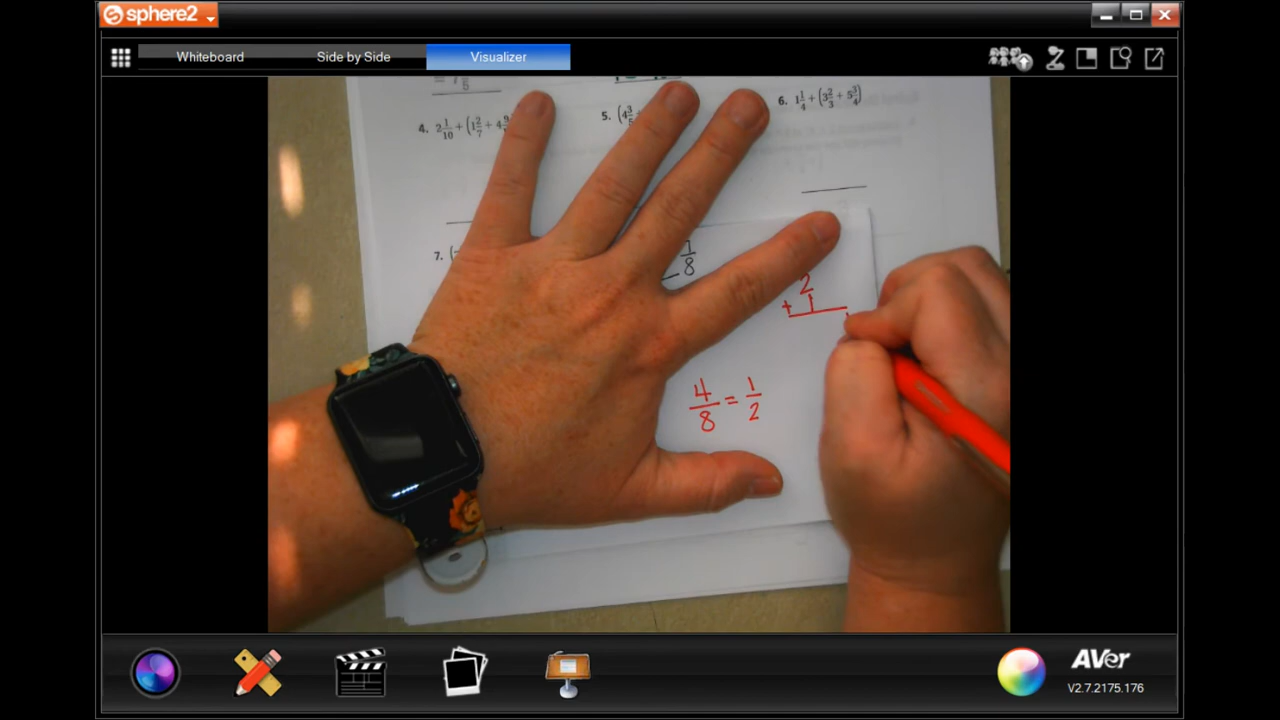 sphere2
Whiteboard Side by Side Visualizer
4. 2 1/10 + (1 2/7 + 4
5. (4 3/
6. 1 1/4 + (3 2/3 + 5 3/4)
7. (
1/8
2
+ 1
4/8 = 1/2
AVer
V2.7.2175.176